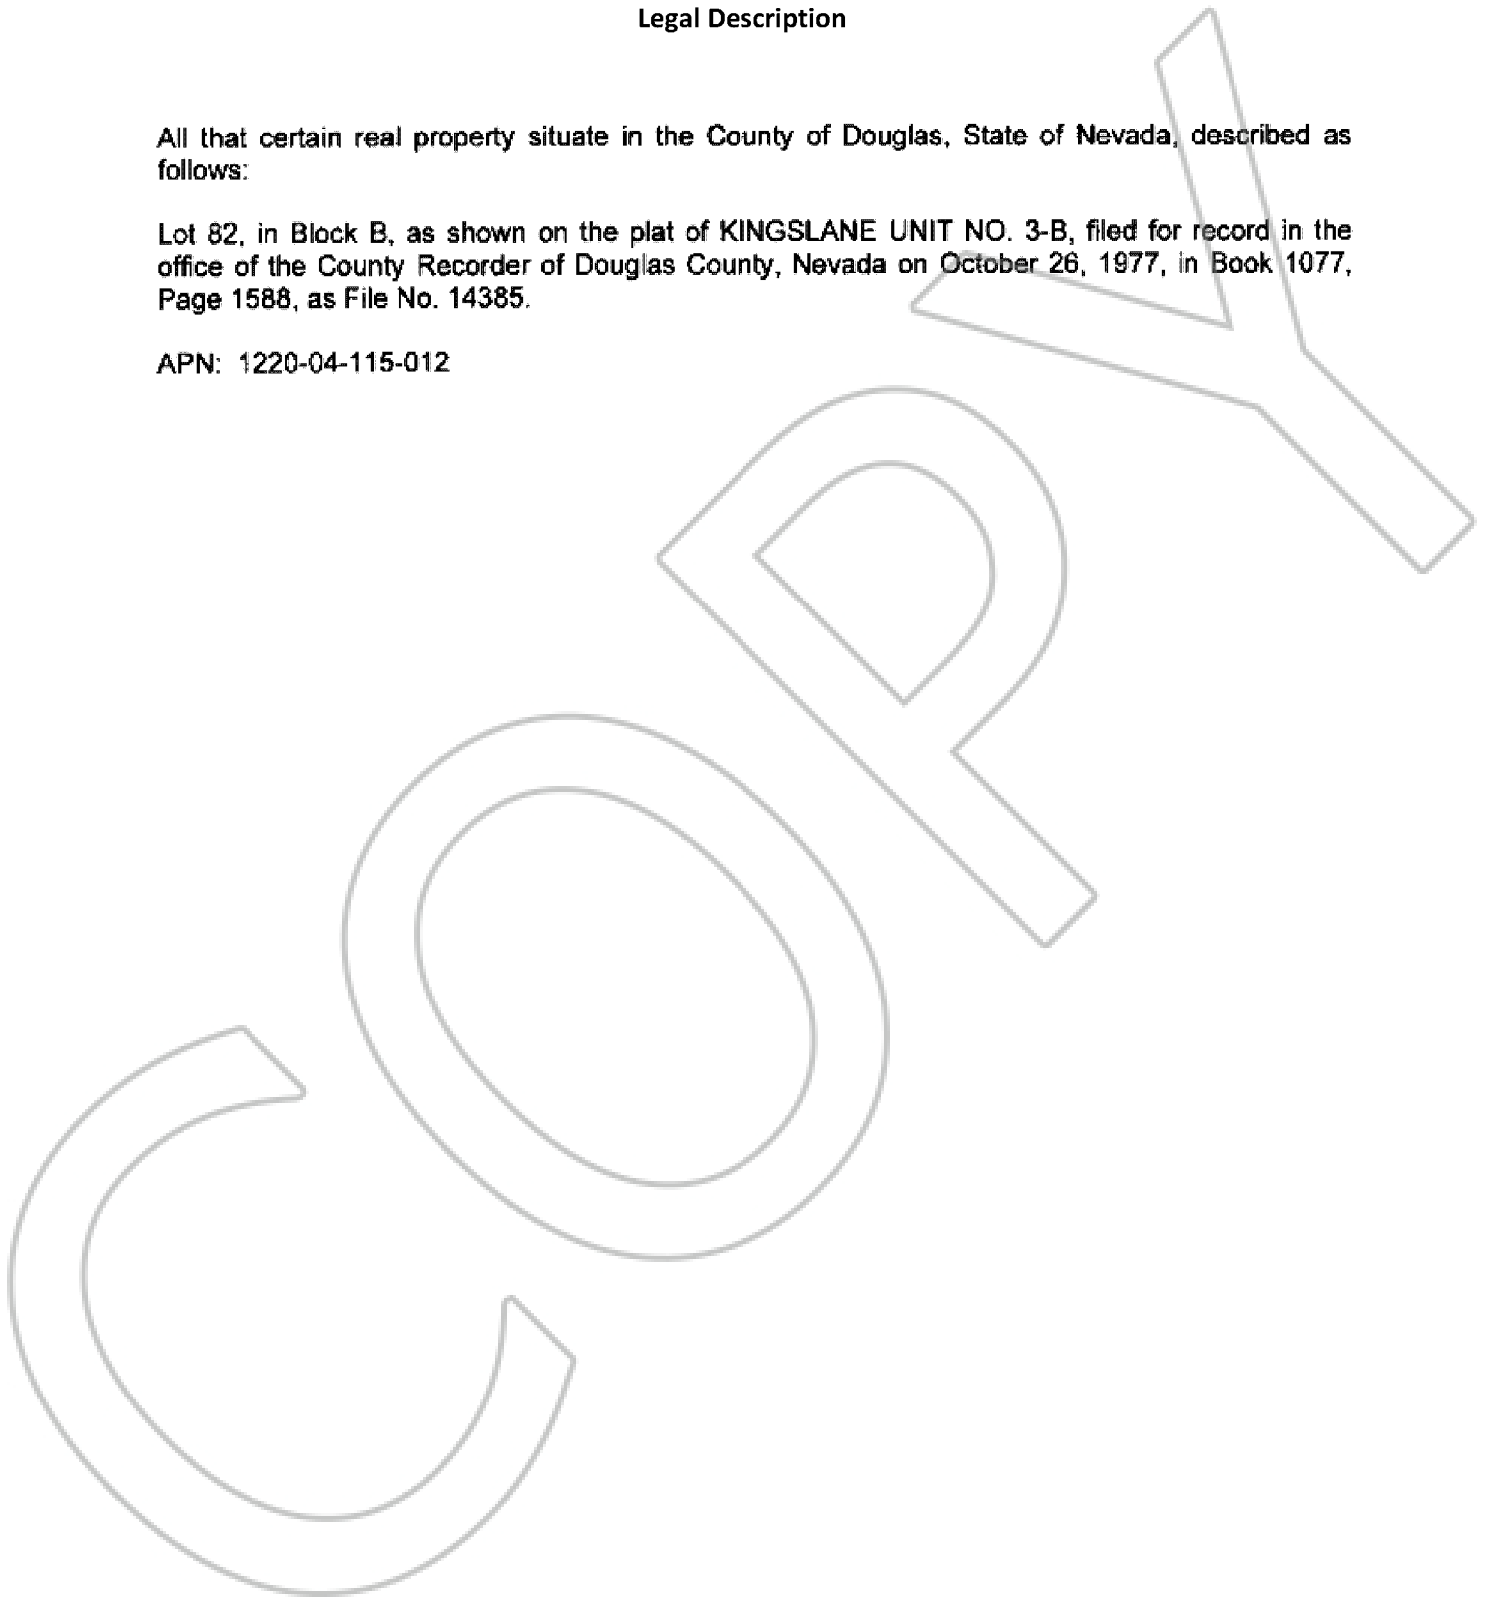 Legal Description
All that certain real property situate in the County of Douglas, State of Nevada, described as
follows:
Lot 82, in Block B, as shown on the plat of KINGSLANE UNIT NO. 3-B, filed for record in the
office of the County Recorder of Douglas County, Nevada on October 26, 1977, in Book 1077,
Page 1588, as File No. 14385.
APN: 1220-04-115-012
COPY